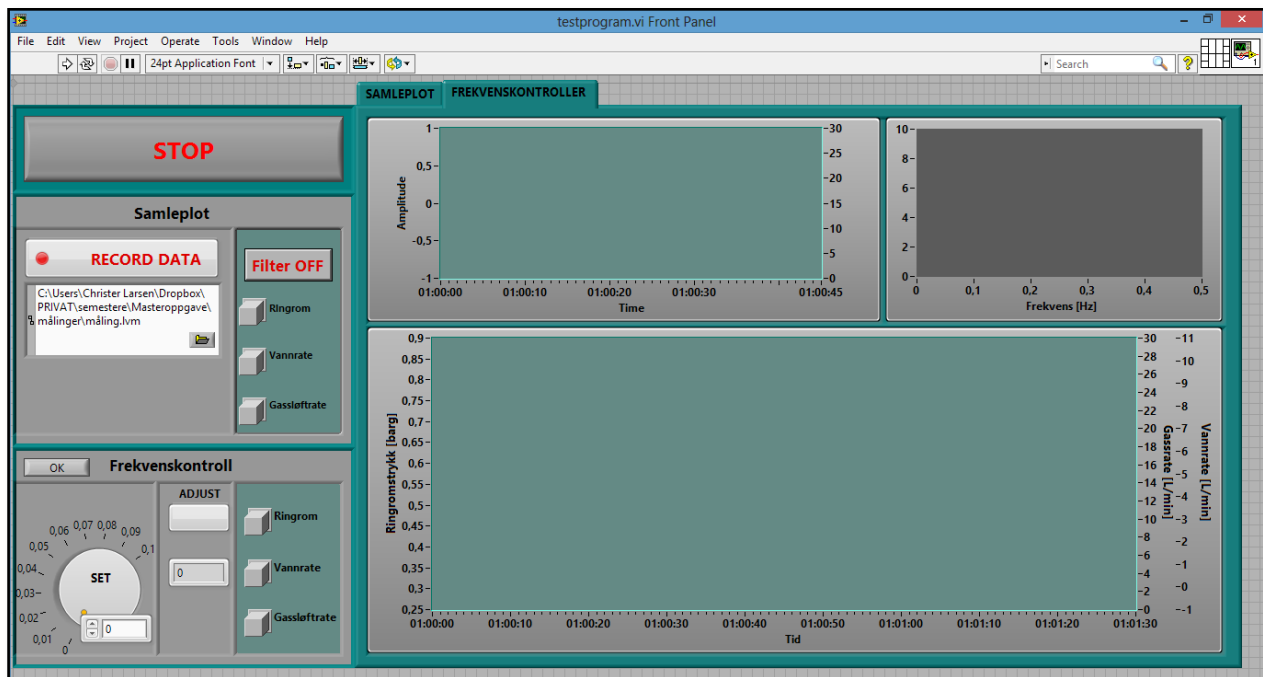 testprogram.vi Front Panel
File Edit View Project Operate Tools Window Help
24pt Application Font
Search
1
SAMLEPLOT FREKVENSKONTROLLER
STOP
Samleplot
RECORD DATA
C:\Users\Christer Larsen\Dropbox\
PRIVAT\semestere\Masteroppgave\
målinger\måling.lvm
Filter OFF
Ringrom
Vannrate
Gassløftrate
OK
Frekvenskontroll
ADJUST
0
SET
0
0
0,01
0,02
0,03
0,04
0,05
0,06
0,07
0,08
0,09
0,1
Ringrom
Vannrate
Gassløftrate
Amplitude
1
0,5
0
-0,5
-1
30
25
20
15
10
5
0
01:00:00 01:00:10 01:00:20 01:00:30 01:00:45
Time
10
8
6
4
2
0
0 0,1 0,2 0,3 0,4 0,5
Frekvens [Hz]
Ringromstrykk [barg]
0,9
0,85
0,8
0,75
0,7
0,65
0,6
0,55
0,5
0,45
0,4
0,35
0,3
0,25
30
28
26
24
22
20
18
16
14
12
10
8
6
4
2
0
Gassrate [L/min]
11
10
9
8
7
6
5
4
3
2
1
0
-1
Vannrate [L/min]
01:00:00 01:00:10 01:00:20 01:00:30 01:00:40 01:00:50 01:01:00 01:01:10 01:01:20 01:01:30
Tid